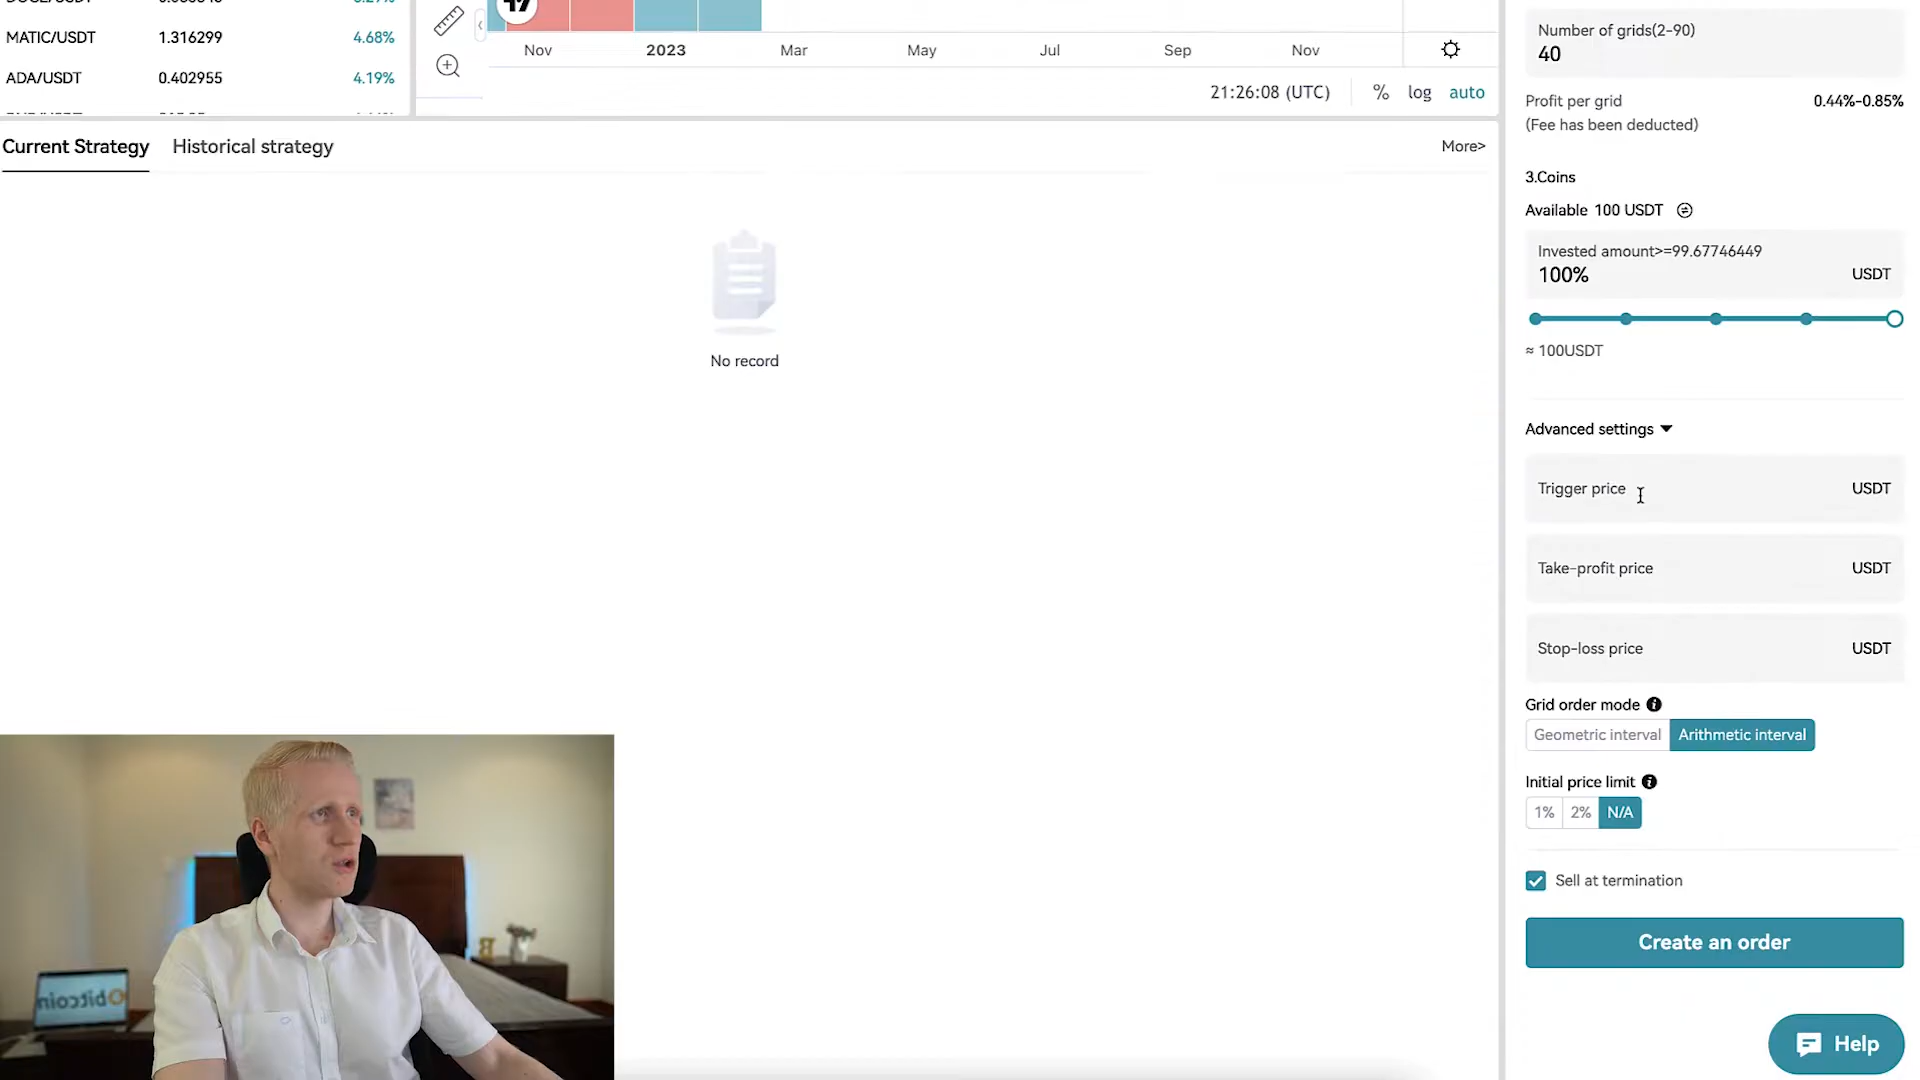 MATIC/USDT 1.316299 4.68%
ADA/USDT 0.402955 4.19%
Nov 2023 Mar May Jul Sep Nov
21:26:08 (UTC) % log auto
Current Strategy Historical strategy More>
No record
Number of grids(2-90)
40
Profit per grid 0.44%-0.85%
(Fee has been deducted)
3.Coins
Available 100 USDT
Invested amount>=99.67746449
100% USDT
≈ 100USDT
Advanced settings
Trigger price USDT
Take-profit price USDT
Stop-loss price USDT
Grid order mode
Geometric interval Arithmetic interval
Initial price limit
1% 2% N/A
Sell at termination
Create an order
Help
bitcoin